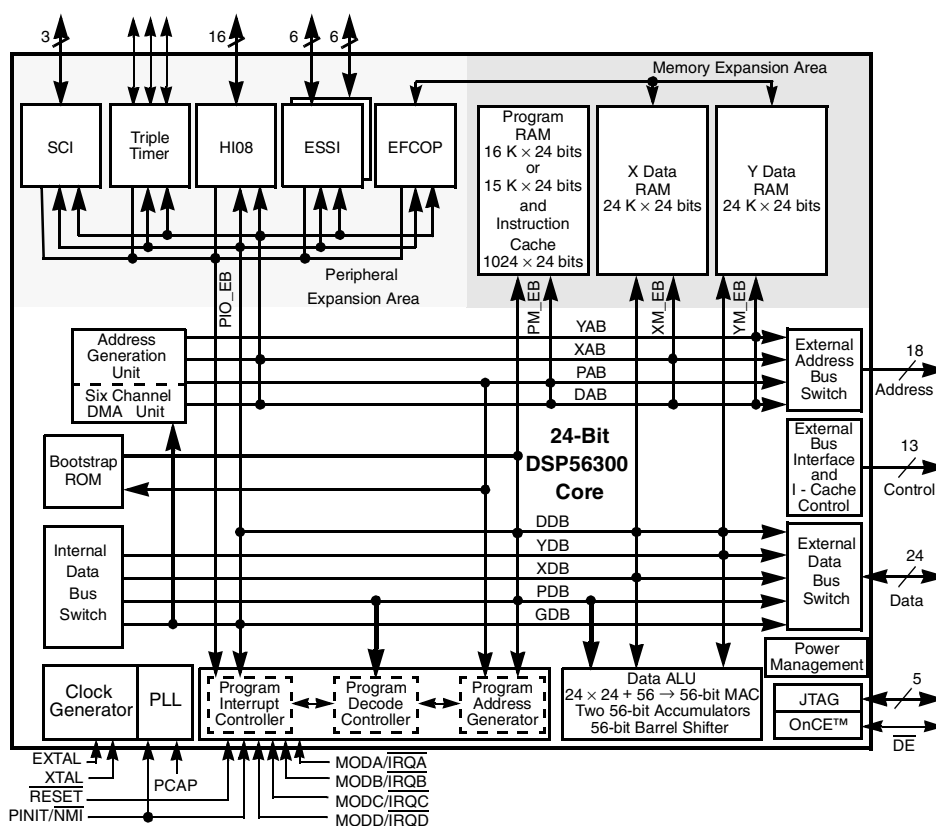 3
16
6
6
Memory Expansion Area
SCI
Triple
Timer
HI08
ESSI
EFCOP
Program
RAM
16 K × 24 bits
or
15 K × 24 bits
and
Instruction
Cache
1024 × 24 bits
X Data
RAM
24 K × 24 bits
Y Data
RAM
24 K × 24 bits
Peripheral
Expansion Area
PIO_EB
PM_EB
XM_EB
YM_EB
Address
Generation
Unit
Six Channel
DMA Unit
YAB
XAB
PAB
DAB
External
Address
Bus
Switch
18
Address
Bootstrap
ROM
24-Bit
DSP56300
Core
External
Bus
Interface
and
I - Cache
Control
13
Control
Internal
Data
Bus
Switch
DDB
YDB
XDB
PDB
GDB
External
Data
Bus
Switch
24
Data
Power
Management
Clock
Generator
PLL
Program
Interrupt
Controller
Program
Decode
Controller
Program
Address
Generator
Data ALU
24 × 24 + 56 → 56-bit MAC
Two 56-bit Accumulators
56-bit Barrel Shifter
JTAG
OnCE™
5
DE
EXTAL
XTAL
RESET
PINIT/NMI
PCAP
MODA/IRQA
MODB/IRQB
MODC/IRQC
MODD/IRQD